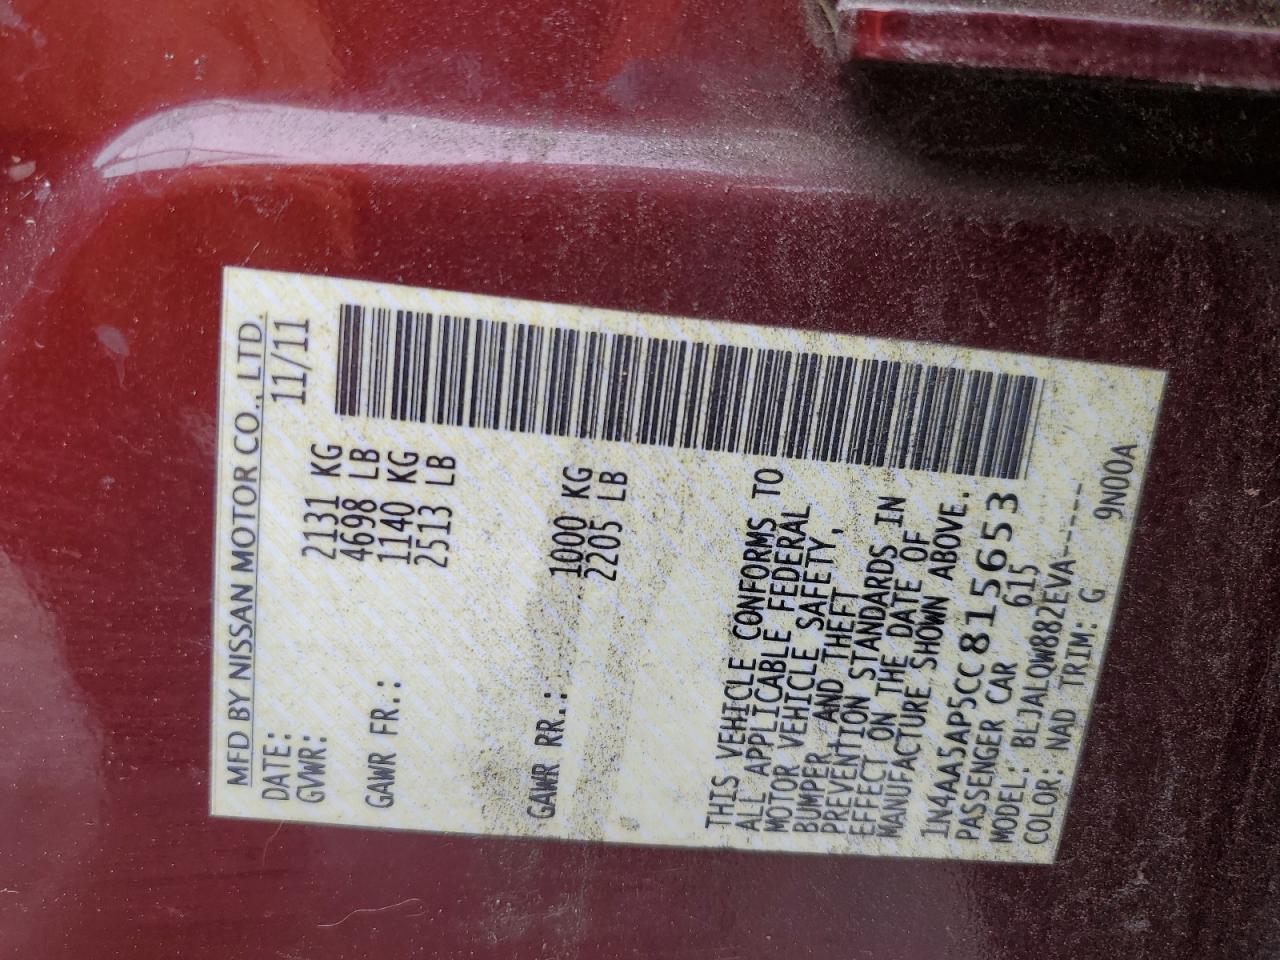 MFD BY NISSAN MOTOR CO., LTD.
DATE: 11/11
GVWR: 2131 KG
4698 LB
GAWR FR.: 1140 KG
2513 LB
GAWR RR.: 1000 KG
2205 LB
THIS VEHICLE CONFORMS TO
ALL APPLICABLE FEDERAL
MOTOR VEHICLE SAFETY,
BUMPER AND THEFT
PREVENTION STANDARDS IN
EFFECT ON THE DATE OF
MANUFACTURE SHOWN ABOVE.
1N4AA5AP5CC815653
PASSENGER CAR 615
MODEL: BLJALQW882EVA-----
COLOR: NAD TRIM: G 9N00A